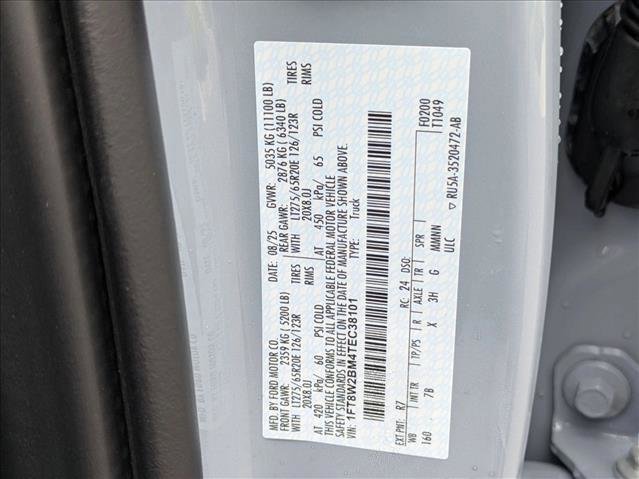 MFD. BY FORD MOTOR CO. DATE: 08/25 GVWR: 5035 KG (11100 LB)
FRONT GAWR: 2359 KG (5200 LB) REAR GAWR: 2876 KG (6340 LB)
WITH LT275/65R20E 126/123R TIRES WITH LT275/65R20E 126/123R TIRES
20X8.0J RIMS 20X8.0J RIMS
AT 420 kPa/ 60 PSI COLD AT 450 kPa/ 65 PSI COLD
THIS VEHICLE CONFORMS TO ALL APPLICABLE FEDERAL MOTOR VEHICLE
SAFETY STANDARDS IN EFFECT ON THE DATE OF MANUFACTURE SHOWN ABOVE.
VIN: 1FT8W2BM4TEC38101 TYPE: Truck
EXT PNT: R7 RC: 24 DSO: F0200
WB INT TR TP/PS R AXLE TR SPR T1049
160 7B X 3H G MMMN
ULC ▽ RU5A-3520472-AB